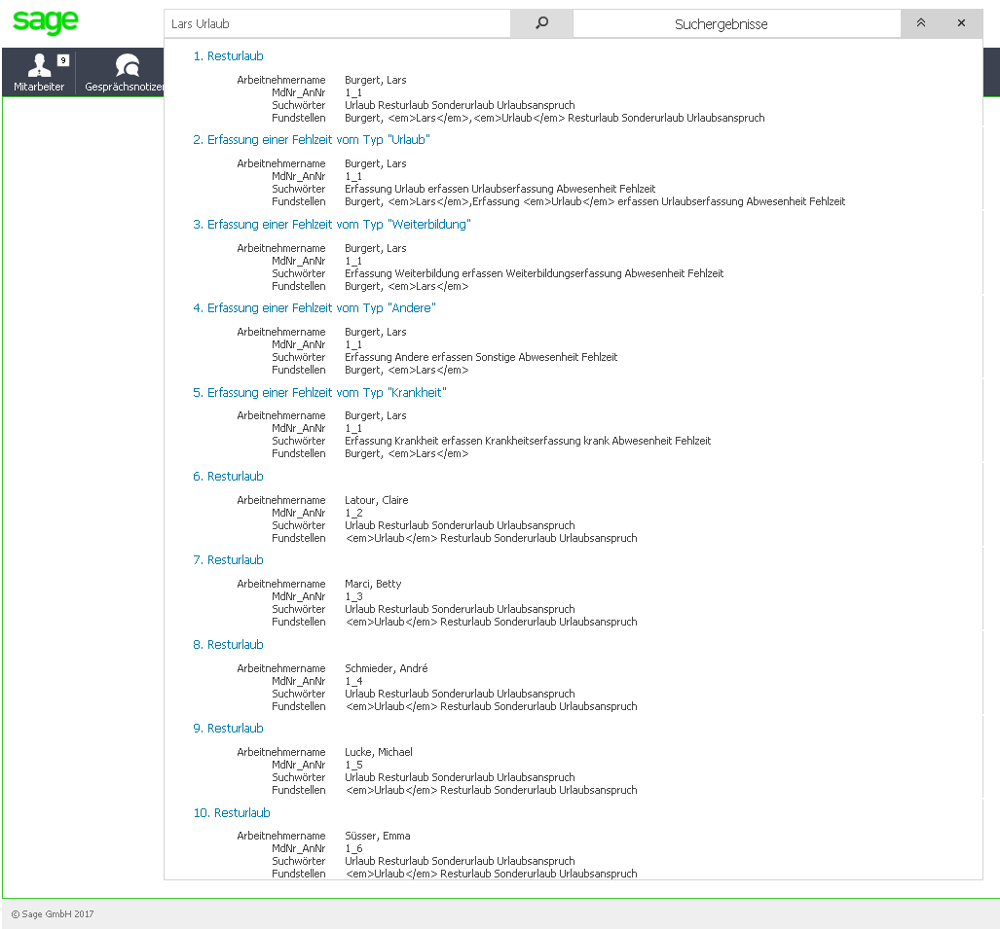 sage
Lars Urlaub
Suchergebnisse
9
Mitarbeiter
Gesprächsnotizen
1. Resturlaub
Arbeitnehmername Burgert, Lars
MdNr_AnNr 1_1
Suchwörter Urlaub Resturlaub Sonderurlaub Urlaubsanspruch
Fundstellen Burgert, <em>Lars</em>,<em>Urlaub</em> Resturlaub Sonderurlaub Urlaubsanspruch
2. Erfassung einer Fehlzeit vom Typ "Urlaub"
Arbeitnehmername Burgert, Lars
MdNr_AnNr 1_1
Suchwörter Erfassung Urlaub erfassen Urlaubserfassung Abwesenheit Fehlzeit
Fundstellen Burgert, <em>Lars</em>,Erfassung <em>Urlaub</em> erfassen Urlaubserfassung Abwesenheit Fehlzeit
3. Erfassung einer Fehlzeit vom Typ "Weiterbildung"
Arbeitnehmername Burgert, Lars
MdNr_AnNr 1_1
Suchwörter Erfassung Weiterbildung erfassen Weiterbildungserfassung Abwesenheit Fehlzeit
Fundstellen Burgert, <em>Lars</em>
4. Erfassung einer Fehlzeit vom Typ "Andere"
Arbeitnehmername Burgert, Lars
MdNr_AnNr 1_1
Suchwörter Erfassung Andere erfassen Sonstige Abwesenheit Fehlzeit
Fundstellen Burgert, <em>Lars</em>
5. Erfassung einer Fehlzeit vom Typ "Krankheit"
Arbeitnehmername Burgert, Lars
MdNr_AnNr 1_1
Suchwörter Erfassung Krankheit erfassen Krankheitserfassung krank Abwesenheit Fehlzeit
Fundstellen Burgert, <em>Lars</em>
6. Resturlaub
Arbeitnehmername Latour, Claire
MdNr_AnNr 1_2
Suchwörter Urlaub Resturlaub Sonderurlaub Urlaubsanspruch
Fundstellen <em>Urlaub</em> Resturlaub Sonderurlaub Urlaubsanspruch
7. Resturlaub
Arbeitnehmername Marci, Betty
MdNr_AnNr 1_3
Suchwörter Urlaub Resturlaub Sonderurlaub Urlaubsanspruch
Fundstellen <em>Urlaub</em> Resturlaub Sonderurlaub Urlaubsanspruch
8. Resturlaub
Arbeitnehmername Schmieder, André
MdNr_AnNr 1_4
Suchwörter Urlaub Resturlaub Sonderurlaub Urlaubsanspruch
Fundstellen <em>Urlaub</em> Resturlaub Sonderurlaub Urlaubsanspruch
9. Resturlaub
Arbeitnehmername Lucke, Michael
MdNr_AnNr 1_5
Suchwörter Urlaub Resturlaub Sonderurlaub Urlaubsanspruch
Fundstellen <em>Urlaub</em> Resturlaub Sonderurlaub Urlaubsanspruch
10. Resturlaub
Arbeitnehmername Süsser, Emma
MdNr_AnNr 1_6
Suchwörter Urlaub Resturlaub Sonderurlaub Urlaubsanspruch
Fundstellen <em>Urlaub</em> Resturlaub Sonderurlaub Urlaubsanspruch
© Sage GmbH 2017